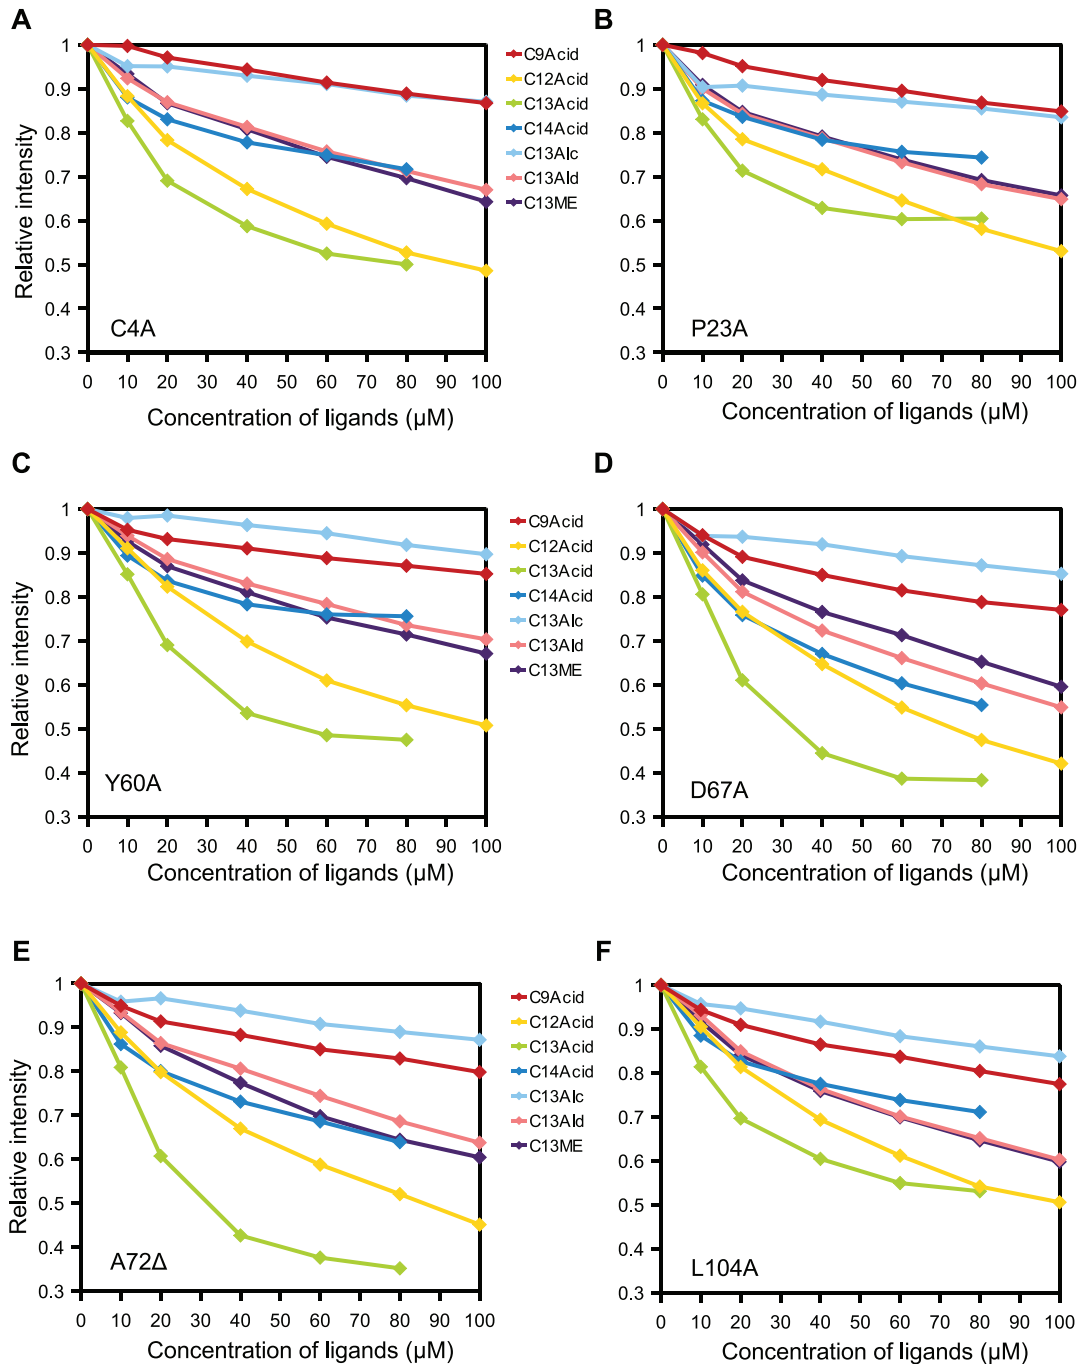 A
B
1
0.9
0.8
0.7
0.6
0.5
0.4
0.3
Relative intensity
C4A
0 10 20 30 40 50 60 70 80 90 100
Concentration of ligands (µM)
C9Acid
C12Acid
C13Acid
C14Acid
C13Alc
C13Ald
C13ME
1
0.9
0.8
0.7
0.6
0.5
0.4
0.3
P23A
0 10 20 30 40 50 60 70 80 90 100
Concentration of ligands (µM)
C
D
1
0.9
0.8
0.7
0.6
0.5
0.4
0.3
Relative intensity
Y60A
0 10 20 30 40 50 60 70 80 90 100
Concentration of ligands (µM)
C9Acid
C12Acid
C13Acid
C14Acid
C13Alc
C13Ald
C13ME
1
0.9
0.8
0.7
0.6
0.5
0.4
0.3
D67A
0 10 20 30 40 50 60 70 80 90 100
Concentration of ligands (µM)
E
F
1
0.9
0.8
0.7
0.6
0.5
0.4
0.3
Relative intensity
A72Δ
0 10 20 30 40 50 60 70 80 90 100
Concentration of ligands (µM)
C9Acid
C12Acid
C13Acid
C14Acid
C13Alc
C13Ald
C13ME
1
0.9
0.8
0.7
0.6
0.5
0.4
0.3
L104A
0 10 20 30 40 50 60 70 80 90 100
Concentration of ligands (µM)